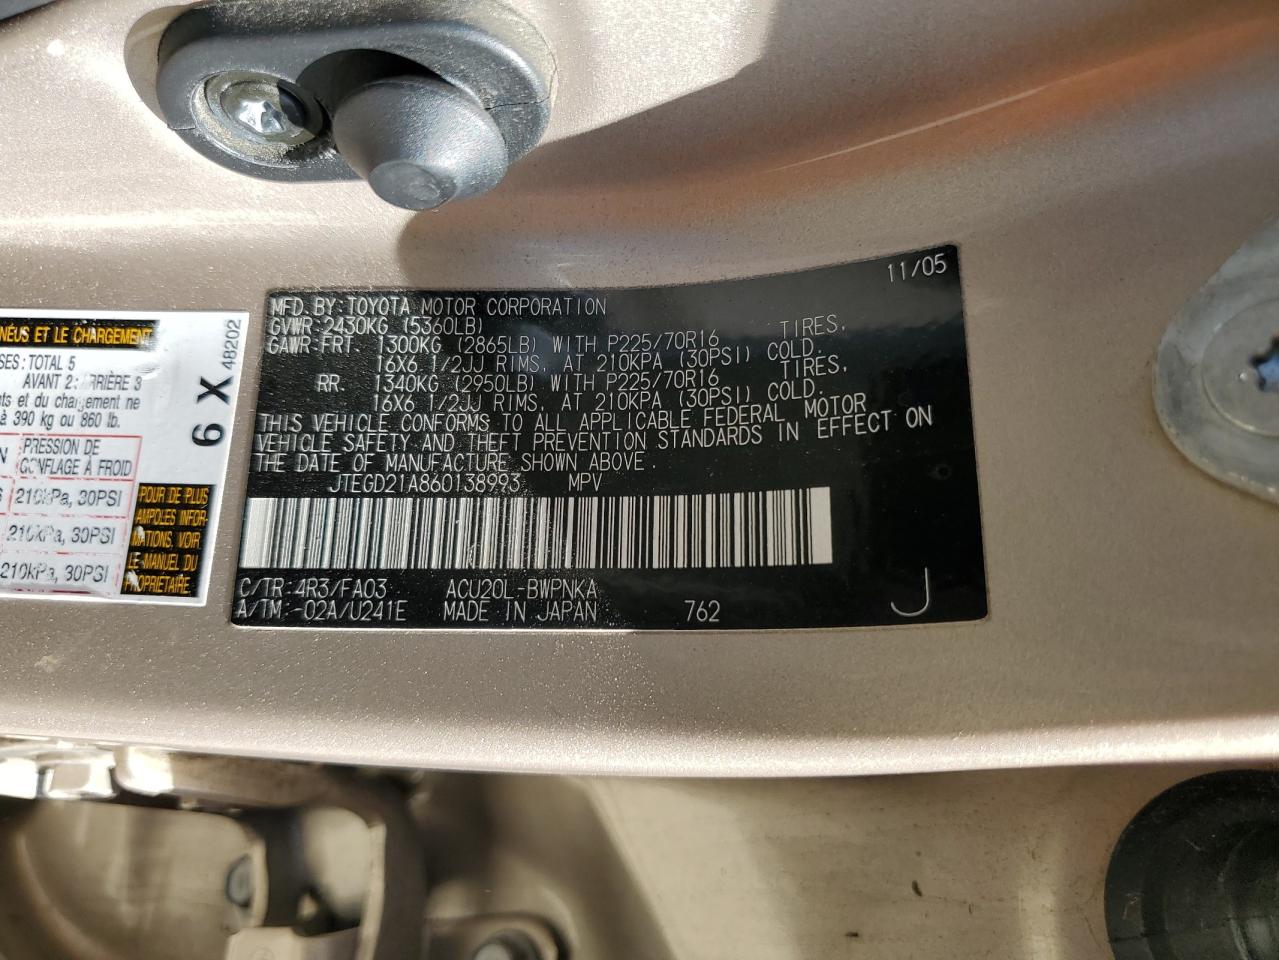 11/05
MFD. BY: TOYOTA MOTOR CORPORATION
GVWR: 2430KG (5360LB)
GAWR: FRT. 1300KG (2865LB) WITH P225/70R16 TIRES,
16X6 1/2JJ RIMS, AT 210KPA (30PSI) COLD.
RR. 1340KG (2950LB) WITH P225/70R16 TIRES,
16X6 1/2JJ RIMS, AT 210KPA (30PSI) COLD.
THIS VEHICLE CONFORMS TO ALL APPLICABLE FEDERAL MOTOR
VEHICLE SAFETY AND THEFT PREVENTION STANDARDS IN EFFECT ON
THE DATE OF MANUFACTURE SHOWN ABOVE.
JTEGD21A860138993 MPV
C/TR: 4R3/FA03 ACU20L-BWPNKA
A/TM: -02A/U241E MADE IN JAPAN 762
J
NEUS ET LE CHARGEMENT
SES: TOTAL 5
AVANT 2: ARRIÈRE 3
nts et du chargement ne
à 390 kg ou 860 lb.
PRESSION DE
GONFLAGE À FROID
210kPa, 30PSI
210kPa, 30PSI
210kPa, 30PSI
POUR DE PLUS
AMPLES INFOR-
MATIONS, VOIR
LE MANUEL DU
PROPRIÉTAIRE.
6 X 48202